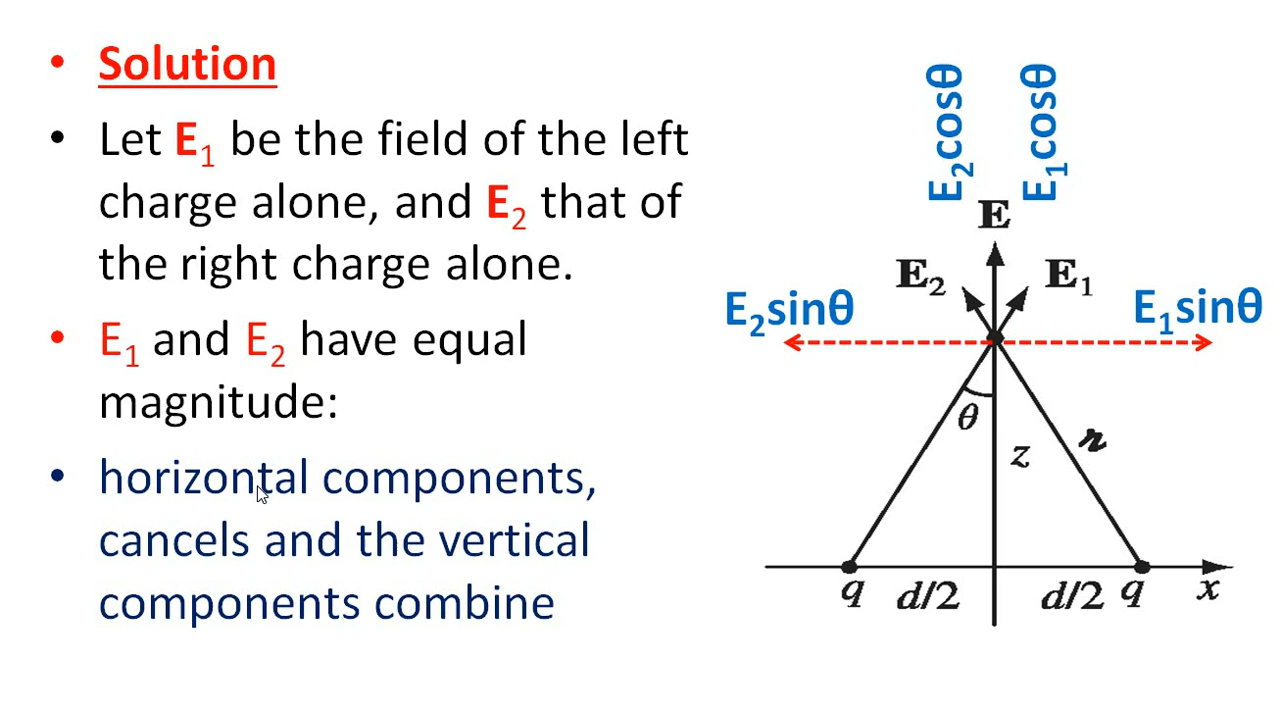 Solution
Let E₁ be the field of the left
charge alone, and E₂ that of
the right charge alone.
E₁ and E₂ have equal
magnitude:
horizontal components,
cancels and the vertical
components combine
E₂cosθ
E₁cosθ
E
E₂
E₁
E₂sinθ
E₁sinθ
θ
z
𝓇
q
d/2
d/2
q
x